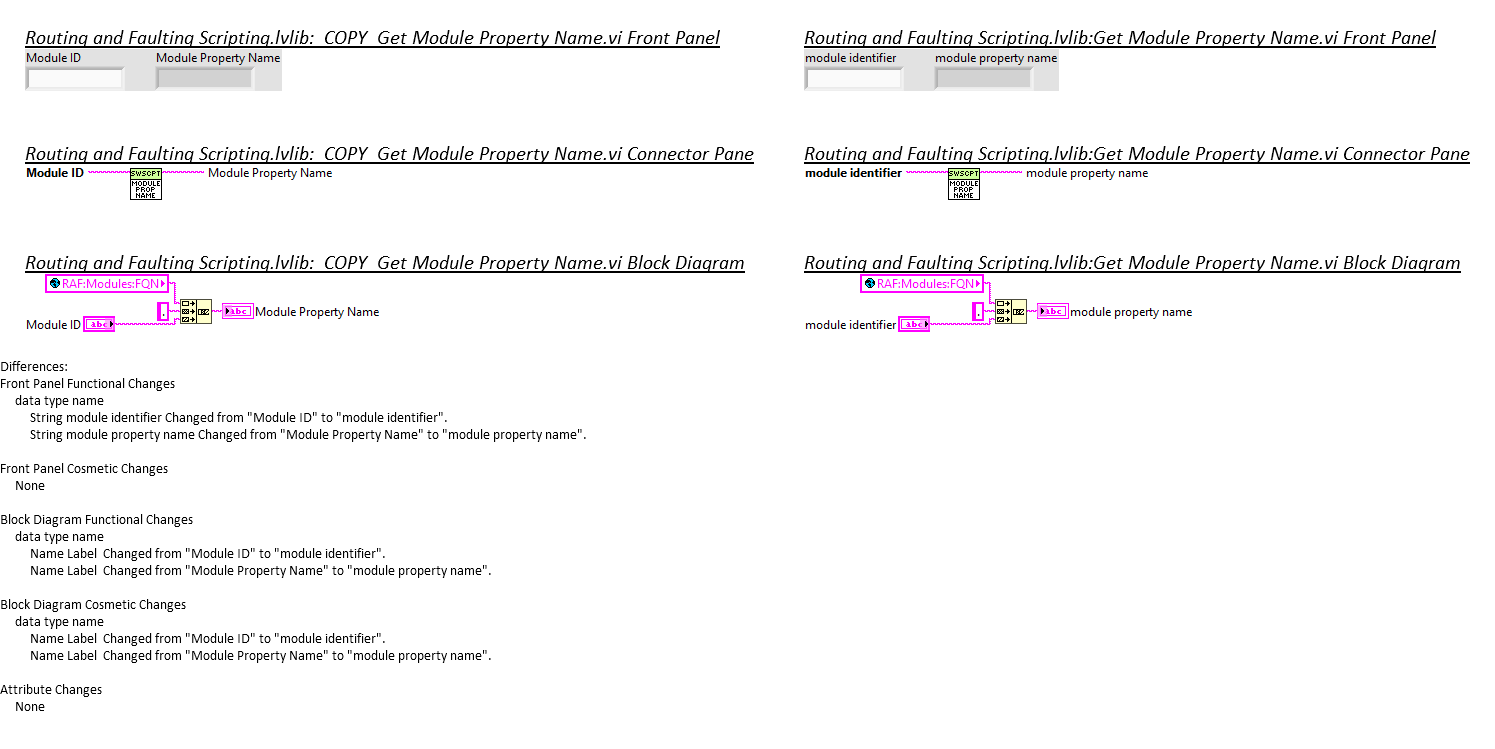 Routing and Faulting Scripting.lvlib:_COPY_Get Module Property Name.vi Front Panel
Module ID Module Property Name
Routing and Faulting Scripting.lvlib:_COPY_Get Module Property Name.vi Connector Pane
Module ID SWSCPT Module Property Name
MODULE
PROP
NAME
Routing and Faulting Scripting.lvlib:_COPY_Get Module Property Name.vi Block Diagram
RAF:Modules:FQN
. abc Module Property Name
Module ID abc
Routing and Faulting Scripting.lvlib:Get Module Property Name.vi Front Panel
module identifier module property name
Routing and Faulting Scripting.lvlib:Get Module Property Name.vi Connector Pane
module identifier SWSCPT module property name
MODULE
PROP
NAME
Routing and Faulting Scripting.lvlib:Get Module Property Name.vi Block Diagram
RAF:Modules:FQN
. abc module property name
module identifier abc
Differences:
Front Panel Functional Changes
data type name
String module identifier Changed from "Module ID" to "module identifier".
String module property name Changed from "Module Property Name" to "module property name".
Front Panel Cosmetic Changes
None
Block Diagram Functional Changes
data type name
Name Label Changed from "Module ID" to "module identifier".
Name Label Changed from "Module Property Name" to "module property name".
Block Diagram Cosmetic Changes
data type name
Name Label Changed from "Module ID" to "module identifier".
Name Label Changed from "Module Property Name" to "module property name".
Attribute Changes
None